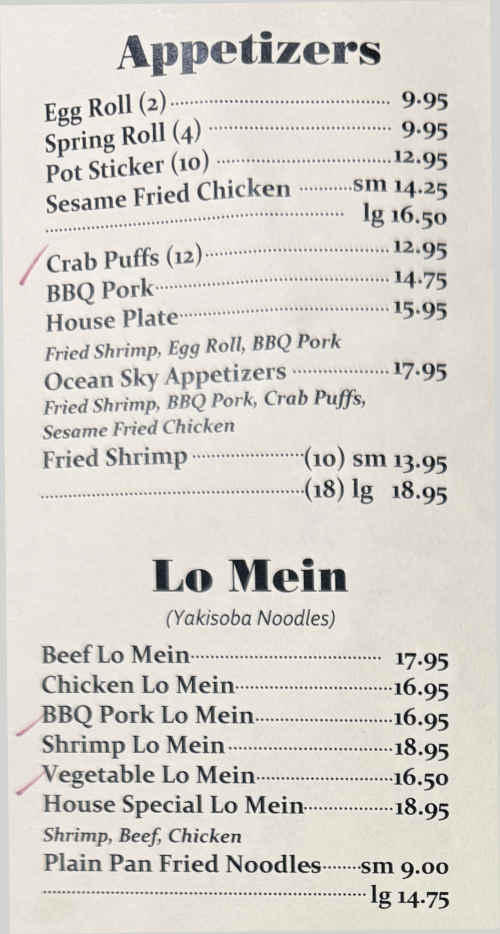 Appetizers
Egg Roll (2) 9.95
Spring Roll (4) 9.95
Pot Sticker (10) 12.95
Sesame Fried Chicken sm 14.25
lg 16.50
Crab Puffs (12) 12.95
BBQ Pork 14.75
House Plate 15.95
Fried Shrimp, Egg Roll, BBQ Pork
Ocean Sky Appetizers 17.95
Fried Shrimp, BBQ Pork, Crab Puffs,
Sesame Fried Chicken
Fried Shrimp (10) sm 13.95
(18) lg 18.95
Lo Mein
(Yakisoba Noodles)
Beef Lo Mein 17.95
Chicken Lo Mein 16.95
BBQ Pork Lo Mein 16.95
Shrimp Lo Mein 18.95
Vegetable Lo Mein 16.50
House Special Lo Mein 18.95
Shrimp, Beef, Chicken
Plain Pan Fried Noodles sm 9.00
lg 14.75